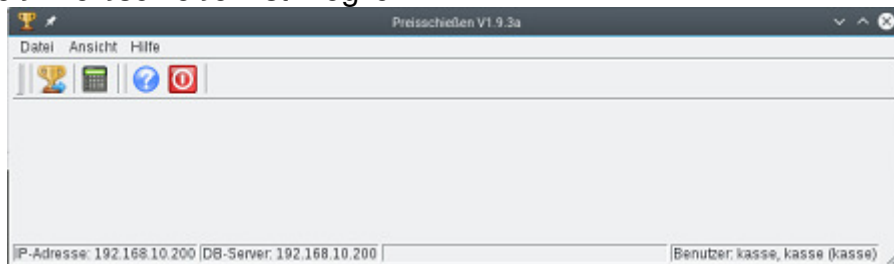 Preisschießen V1.9.3a
Datei Ansicht Hilfe
IP-Adresse: 192.168.10.200 DB-Server: 192.168.10.200 Benutzer: kasse, kasse (kasse)